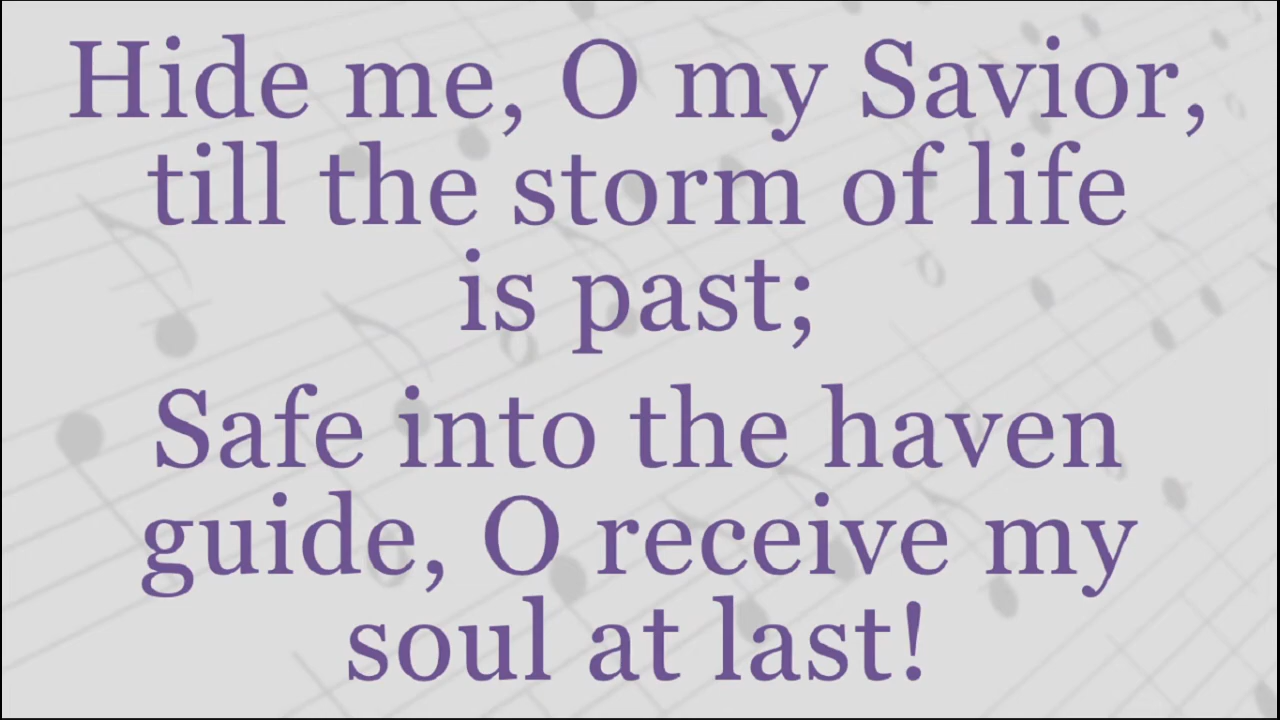 Hide me, O my Savior,
till the storm of life
is past;
Safe into the haven
guide, O receive my
soul at last!